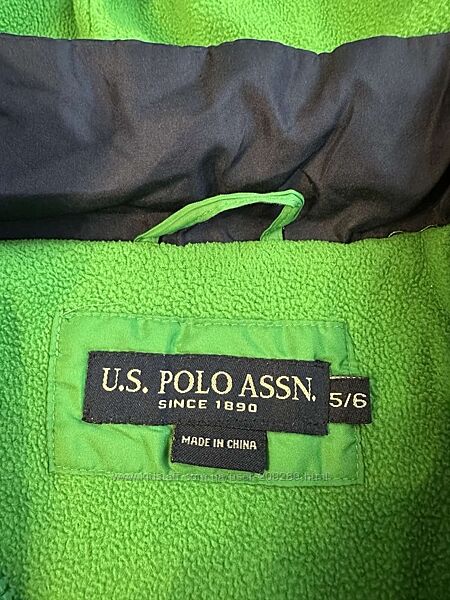 U.S. POLO ASSN.
SINCE 1890
5/6
MADE IN CHINA